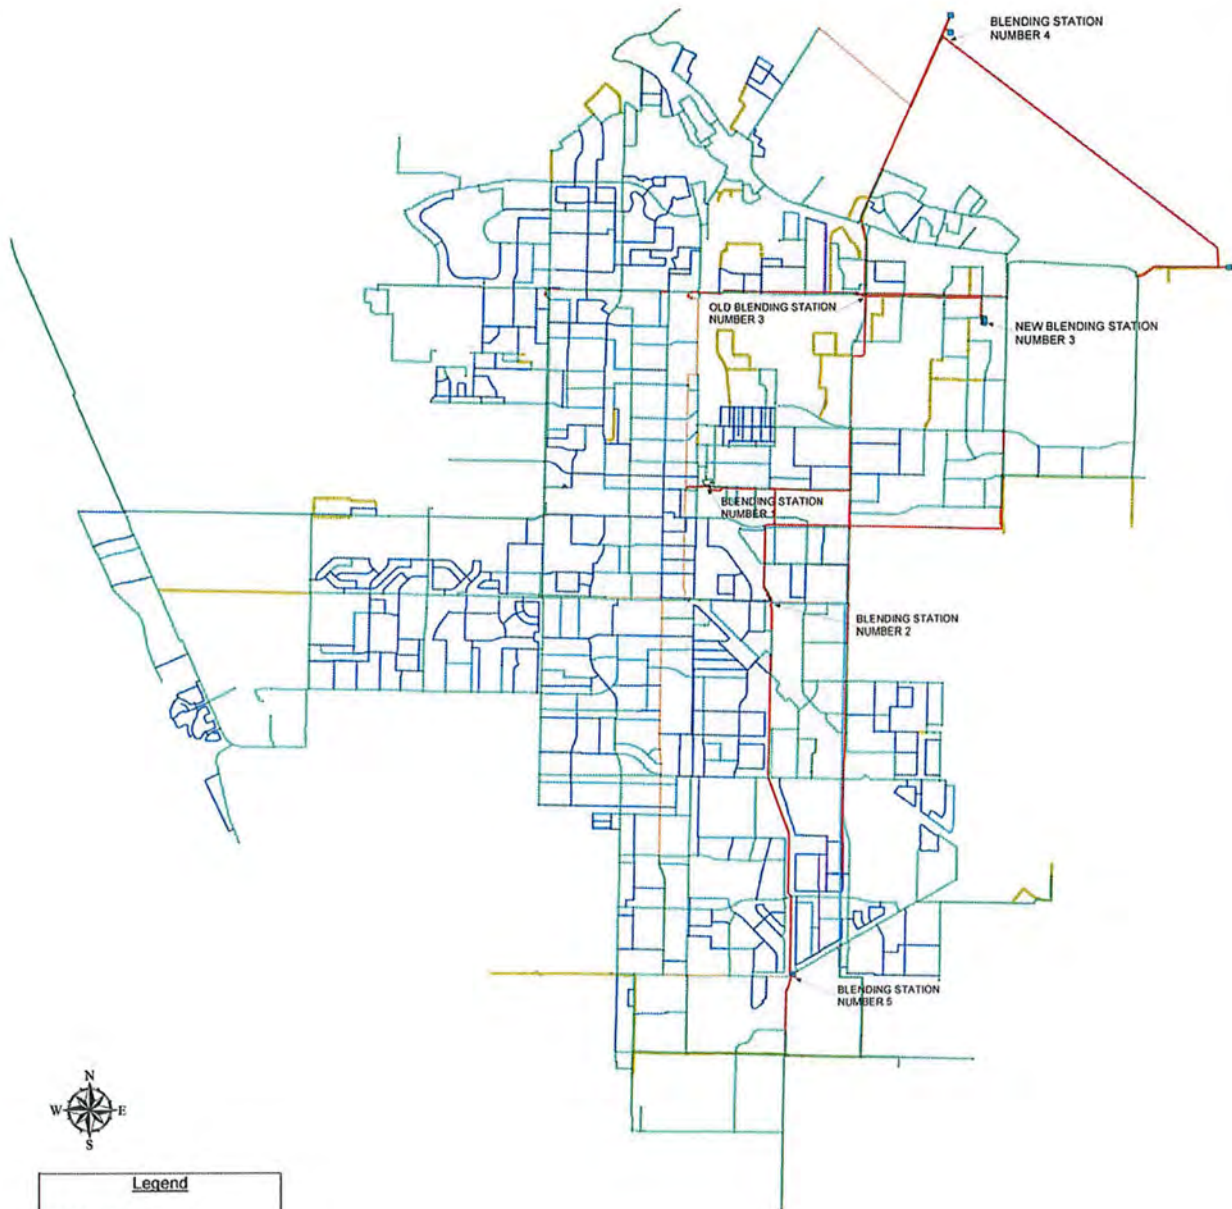 BLENDING STATION
NUMBER 4
OLD BLENDING STATION
NUMBER 3
NEW BLENDING STATION
NUMBER 3
BLENDING STATION
NUMBER 1
BLENDING STATION
NUMBER 2
BLENDING STATION
NUMBER 5
N
W
E
S
Legend